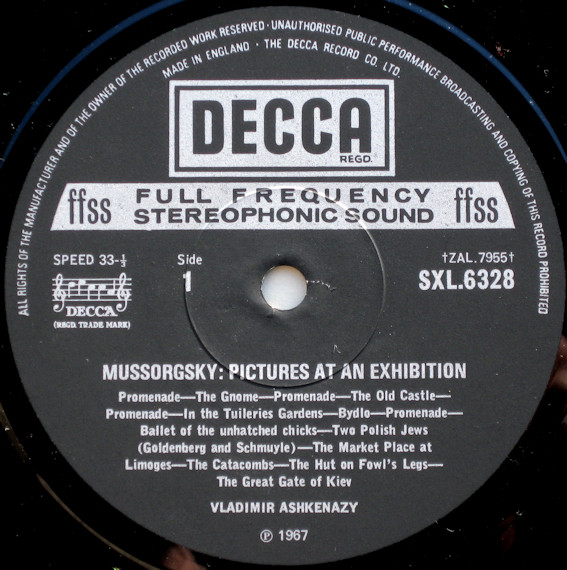 ALL RIGHTS OF THE MANUFACTURER AND OF THE OWNER OF THE RECORDED WORK RESERVED · UNAUTHORISED PUBLIC PERFORMANCE BROADCASTING AND COPYING OF THIS RECORD PROHIBITED
MADE IN ENGLAND · THE DECCA RECORD CO. LTD.
DECCA
REGD.
ffss FULL FREQUENCY ffss
STEREOPHONIC SOUND
SPEED 33-⅓ Side †ZAL.7955†
1 SXL.6328
DECCA
(REGD. TRADE MARK)
MUSSORGSKY: PICTURES AT AN EXHIBITION
Promenade—The Gnome—Promenade—The Old Castle—
Promenade—In the Tuileries Gardens—Bydlo—Promenade—
Ballet of the unhatched chicks—Two Polish Jews
(Goldenberg and Schmuyle)—The Market Place at
Limoges—The Catacombs—The Hut on Fowl's Legs—
The Great Gate of Kiev
VLADIMIR ASHKENAZY
℗ 1967